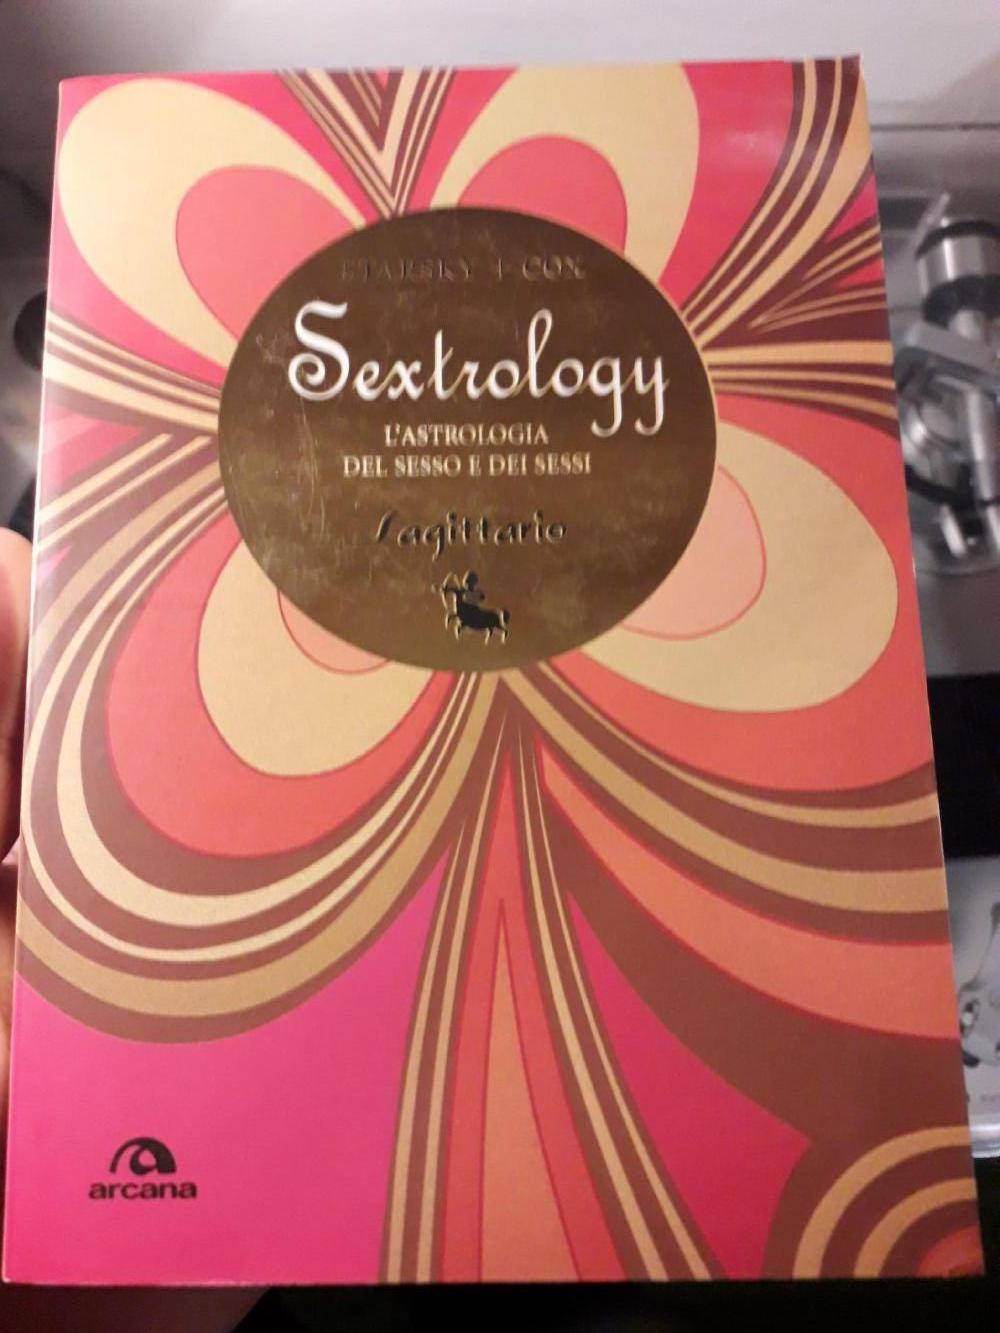 STARSKY + COX
Sextrology
L'ASTROLOGIA
DEL SESSO E DEI SESSI
Sagittario
arcana